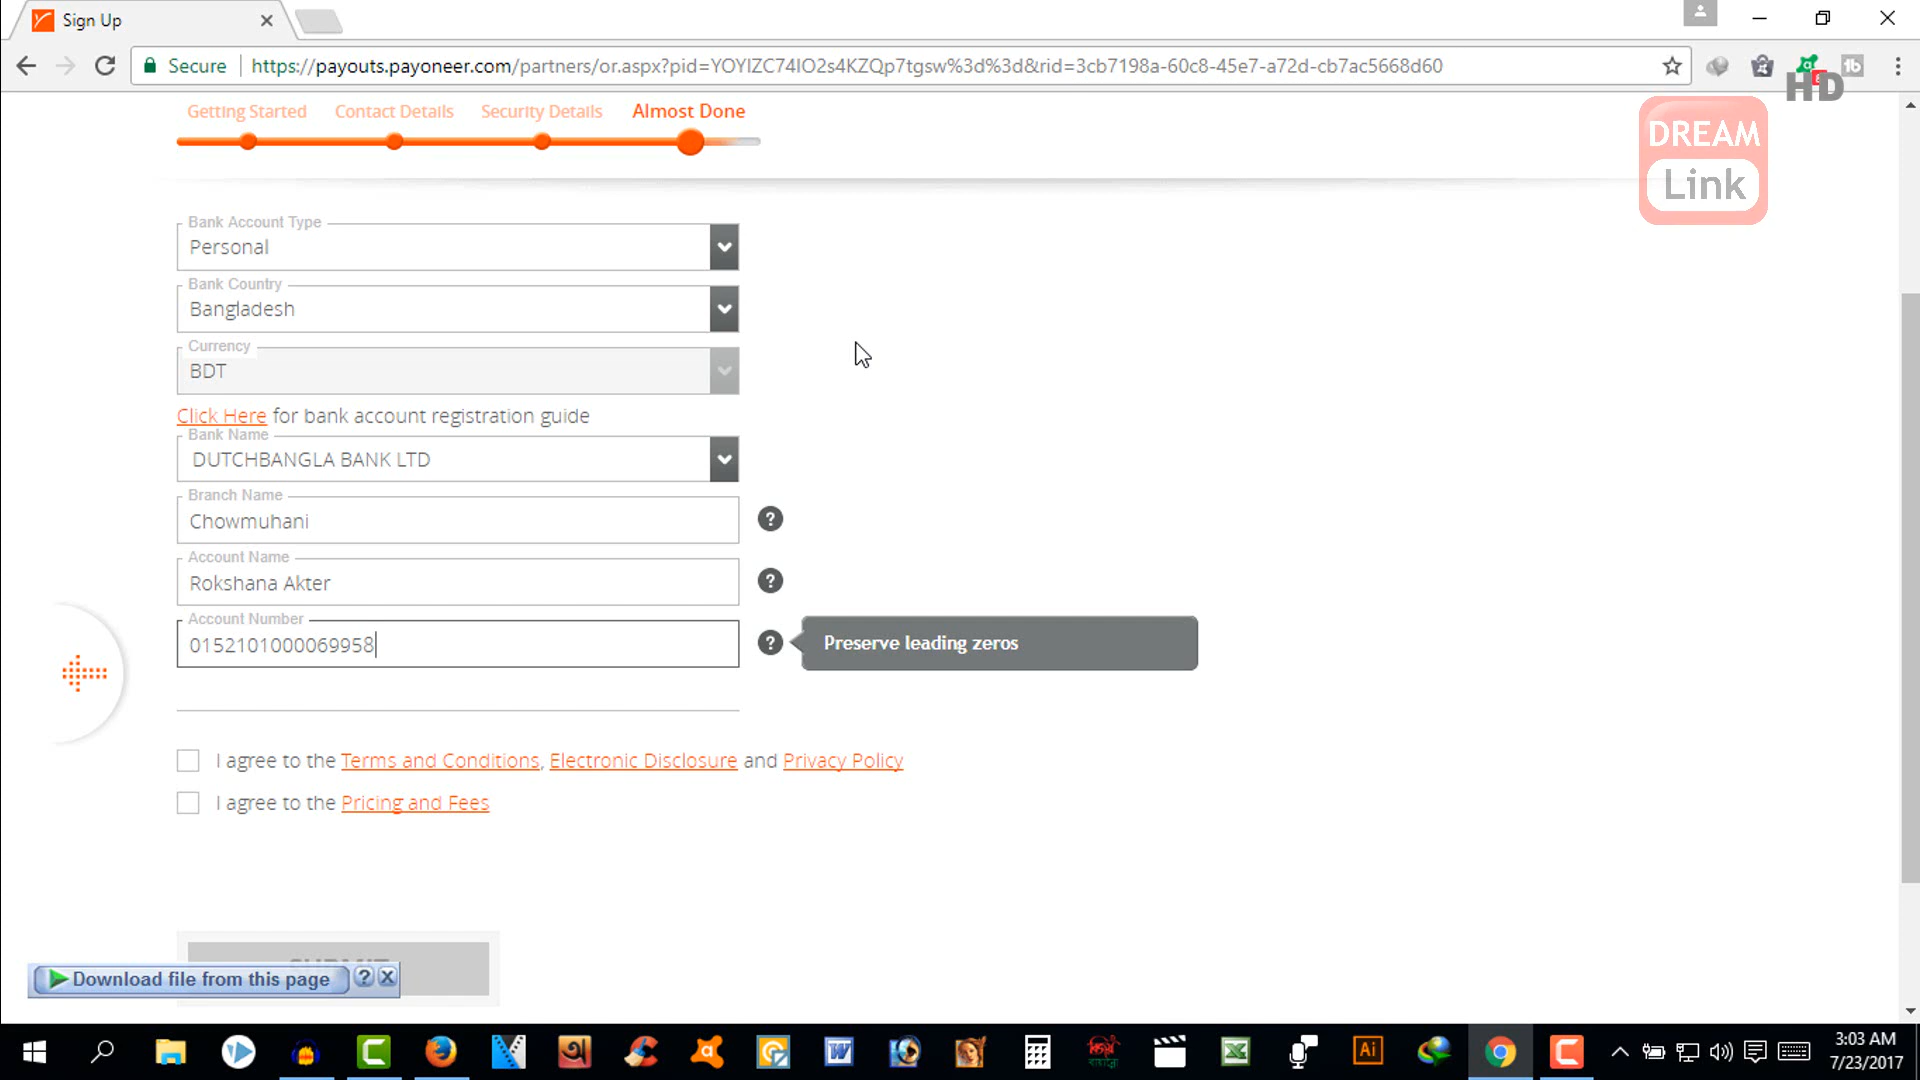 Sign Up
Secure
https://payouts.payoneer.com/partners/or.aspx?pid=YOYIZC74IO2s4KZQp7tgsw%3d%3d&rid=3cb7198a-60c8-45e7-a72d-cb7ac5668d60
HD
Getting Started Contact Details Security Details Almost Done
DREAM
Link
Bank Account Type
Personal
Bank Country
Bangladesh
Currency
BDT
Click Here for bank account registration guide
Bank Name
DUTCHBANGLA BANK LTD
Branch Name
Chowmuhani
?
Account Name
Rokshana Akter
?
Account Number
0152101000069958
?
Preserve leading zeros
I agree to the Terms and Conditions, Electronic Disclosure and Privacy Policy
I agree to the Pricing and Fees
SUBMIT
Download file from this page
?
3:03 AM
7/23/2017